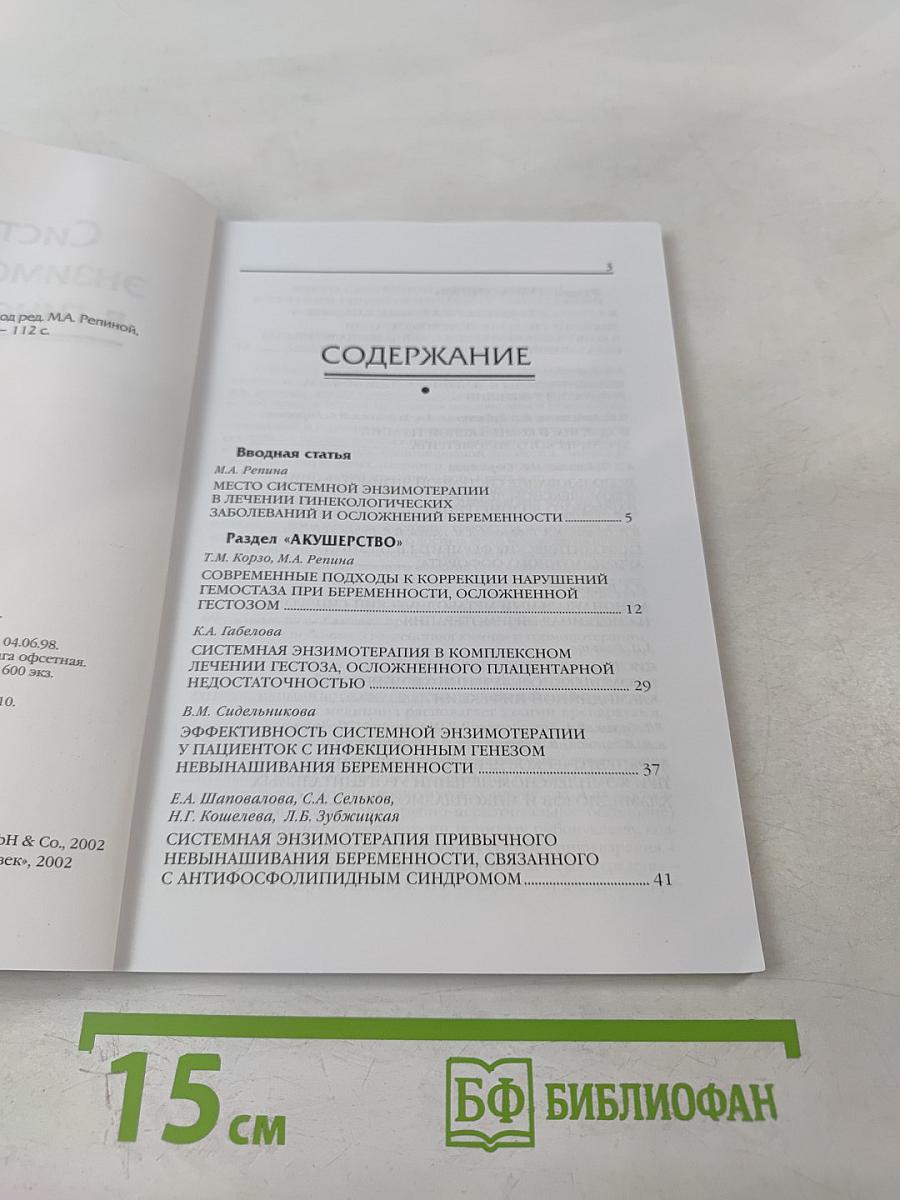 од ред. М.А. Репиной,
– 112 с.
04.06.98.
га офсетная.
600 экз.
10.
bH & Co., 2002
век», 2002
3
СОДЕРЖАНИЕ
Вводная статья
М.А. Репина
МЕСТО СИСТЕМНОЙ ЭНЗИМОТЕРАПИИ
В ЛЕЧЕНИИ ГИНЕКОЛОГИЧЕСКИХ
ЗАБОЛЕВАНИЙ И ОСЛОЖНЕНИЙ БЕРЕМЕННОСТИ ................... 5
Раздел «АКУШЕРСТВО»
Т.М. Корзо, М.А. Репина
СОВРЕМЕННЫЕ ПОДХОДЫ К КОРРЕКЦИИ НАРУШЕНИЙ
ГЕМОСТАЗА ПРИ БЕРЕМЕННОСТИ, ОСЛОЖНЕННОЙ
ГЕСТОЗОМ ........................................ 12
К.А. Габелова
СИСТЕМНАЯ ЭНЗИМОТЕРАПИЯ В КОМПЛЕКСНОМ
ЛЕЧЕНИИ ГЕСТОЗА, ОСЛОЖНЕННОГО ПЛАЦЕНТАРНОЙ
НЕДОСТАТОЧНОСТЬЮ ........................................ 29
В.М. Сидельникова
ЭФФЕКТИВНОСТЬ СИСТЕМНОЙ ЭНЗИМОТЕРАПИИ
У ПАЦИЕНТОК С ИНФЕКЦИОННЫМ ГЕНЕЗОМ
НЕВЫНАШИВАНИЯ БЕРЕМЕННОСТИ ........................................ 37
Е.А. Шаповалова, С.А. Сельков,
Н.Г. Кошелева, Л.Б. Зубжицкая
СИСТЕМНАЯ ЭНЗИМОТЕРАПИЯ ПРИВЫЧНОГО
НЕВЫНАШИВАНИЯ БЕРЕМЕННОСТИ, СВЯЗАННОГО
С АНТИФОСФОЛИПИДНЫМ СИНДРОМОМ ................................... 41
15 см
БФ БИБЛИОФАН